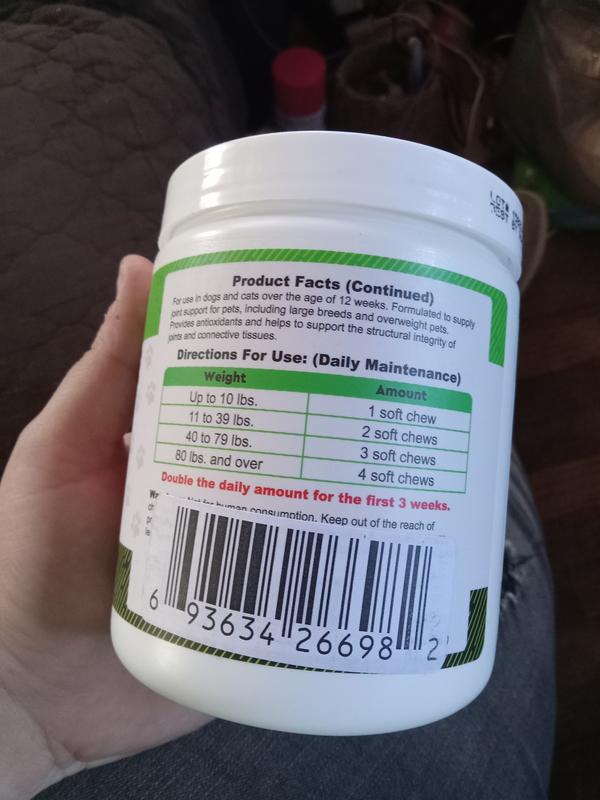 LOT#
BEST BY
Product Facts (Continued)
For use in dogs and cats over the age of 12 weeks. Formulated to supply
joint support for pets, including large breeds and overweight pets.
Provides antioxidants and helps to support the structural integrity of
joints and connective tissues.
Directions For Use: (Daily Maintenance)
Weight Amount
Up to 10 lbs. 1 soft chew
11 to 39 lbs. 2 soft chews
40 to 79 lbs. 3 soft chews
80 lbs. and over 4 soft chews
Double the daily amount for the first 3 weeks.
Not for human consumption. Keep out of the reach of
6 93634 26698 2